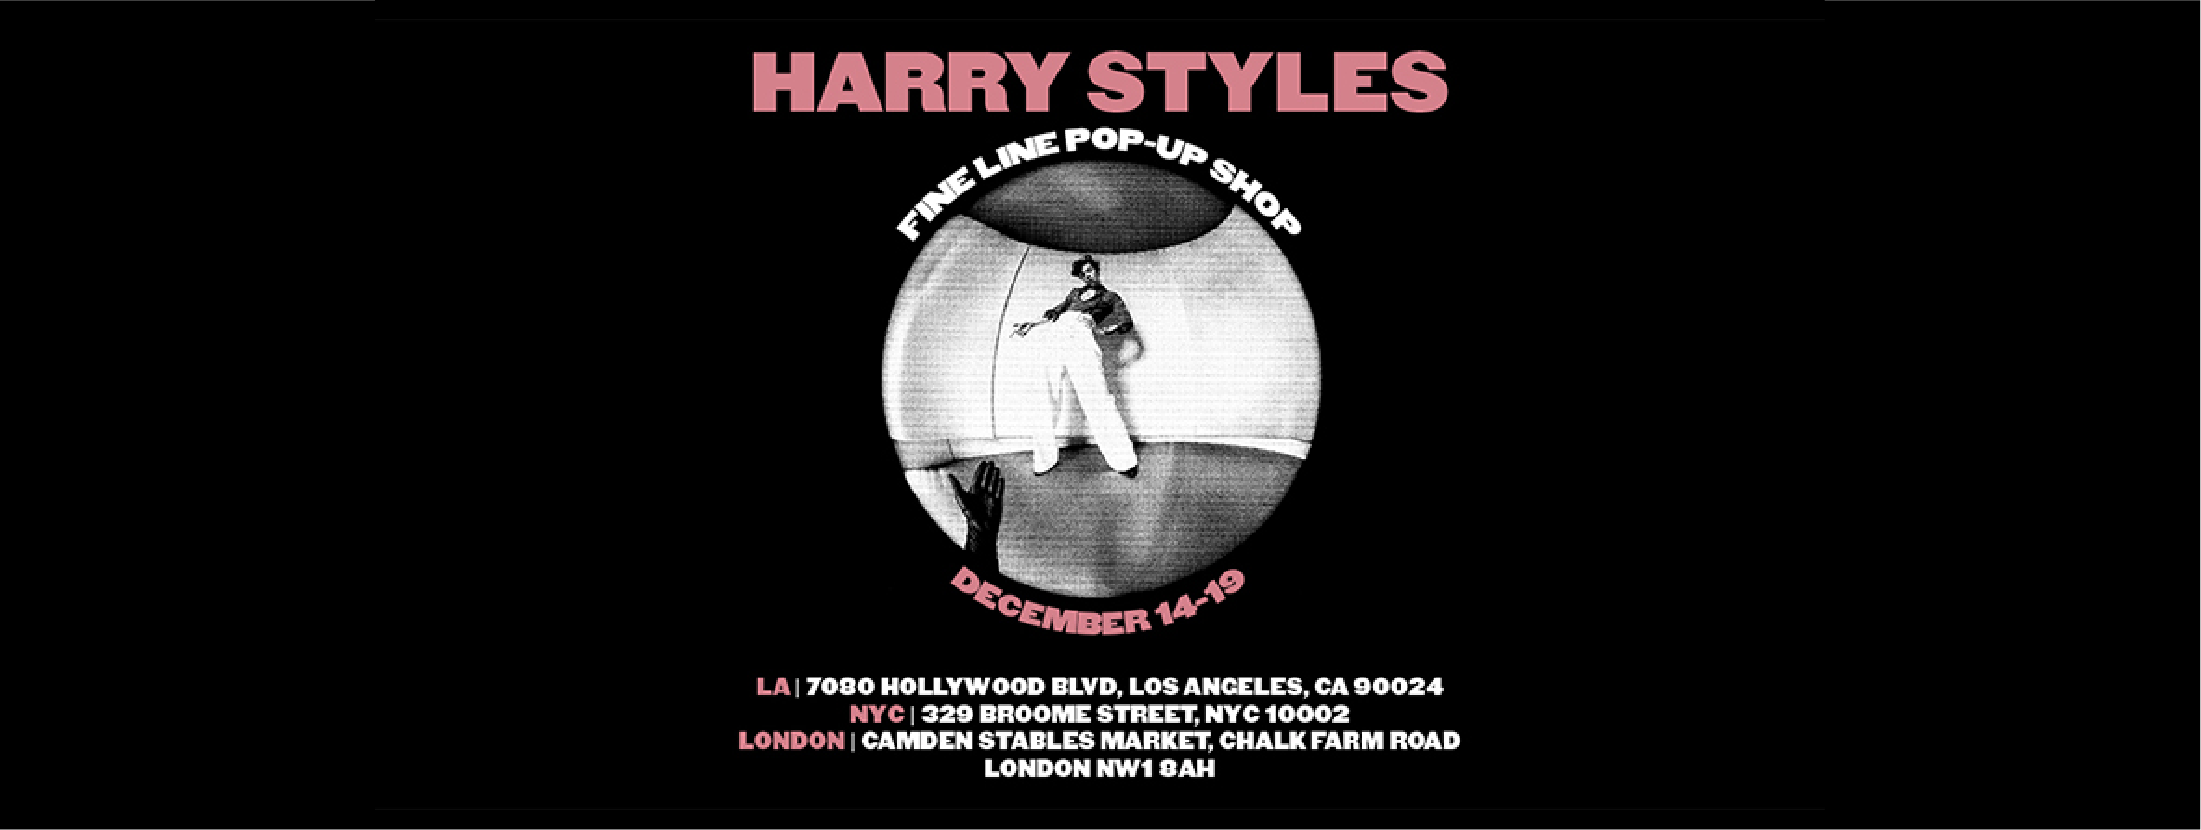 HARRY STYLES
FINE LINE POP-UP SHOP
DECEMBER 14-19
LA | 7080 HOLLYWOOD BLVD, LOS ANGELES, CA 90024
NYC | 329 BROOME STREET, NYC 10002
LONDON | CAMDEN STABLES MARKET, CHALK FARM ROAD
LONDON NW1 8AH